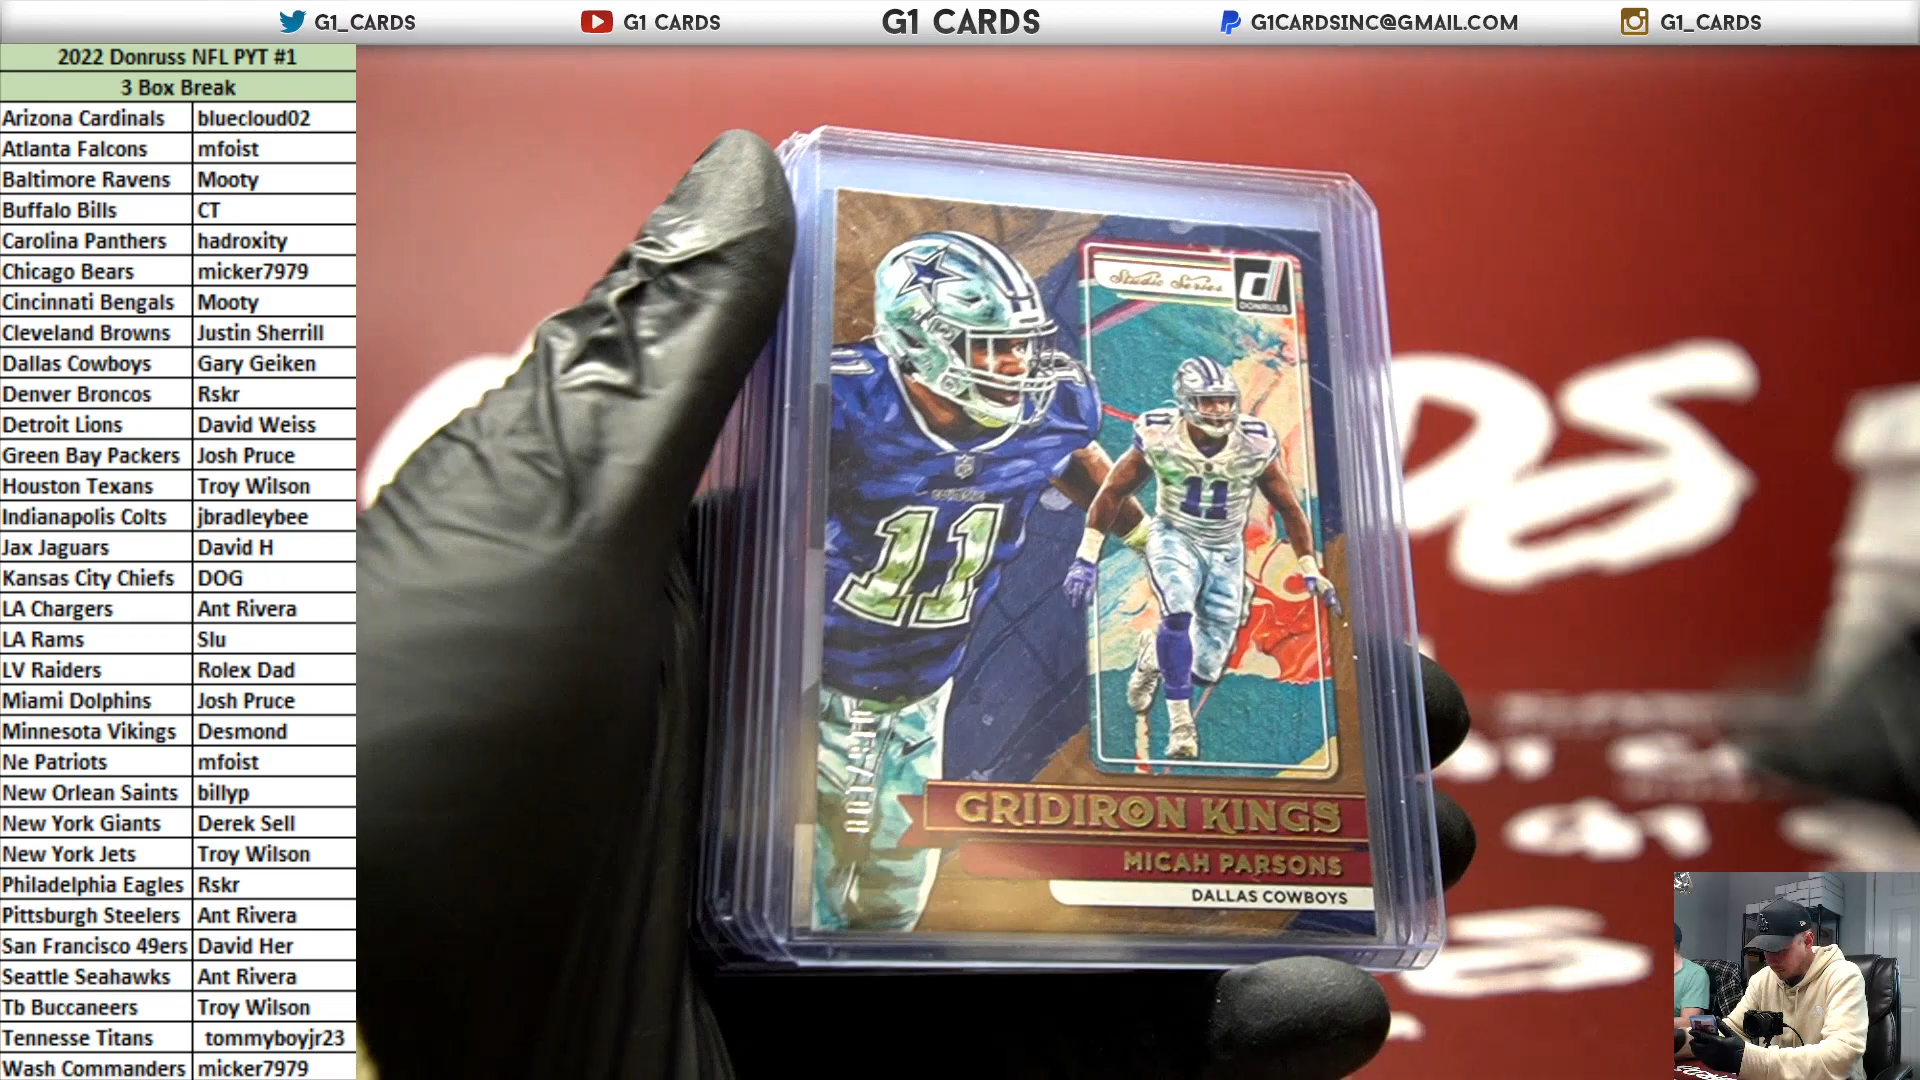 G1_CARDS
G1 CARDS
G1 CARDS
G1CARDSINC@GMAIL.COM
G1_CARDS
2022 Donruss NFL PYT #1
3 Box Break
Arizona Cardinals bluecloud02
Atlanta Falcons mfoist
Baltimore Ravens Mooty
Buffalo Bills CT
Carolina Panthers hadroxity
Chicago Bears micker7979
Cincinnati Bengals Mooty
Cleveland Browns Justin Sherrill
Dallas Cowboys Gary Geiken
Denver Broncos Rskr
Detroit Lions David Weiss
Green Bay Packers Josh Pruce
Houston Texans Troy Wilson
Indianapolis Colts jbradleybee
Jax Jaguars David H
Kansas City Chiefs DOG
LA Chargers Ant Rivera
LA Rams Slu
LV Raiders Rolex Dad
Miami Dolphins Josh Pruce
Minnesota Vikings Desmond
Ne Patriots mfoist
New Orlean Saints billyp
New York Giants Derek Sell
New York Jets Troy Wilson
Philadelphia Eagles Rskr
Pittsburgh Steelers Ant Rivera
San Francisco 49ers David Her
Seattle Seahawks Ant Rivera
Tb Buccaneers Troy Wilson
Tennesse Titans tommyboyjr23
Wash Commanders micker7979
Studio Series
d
DONRUSS
11
11
GRIDIRON KINGS
MICAH PARSONS
DALLAS COWBOYS